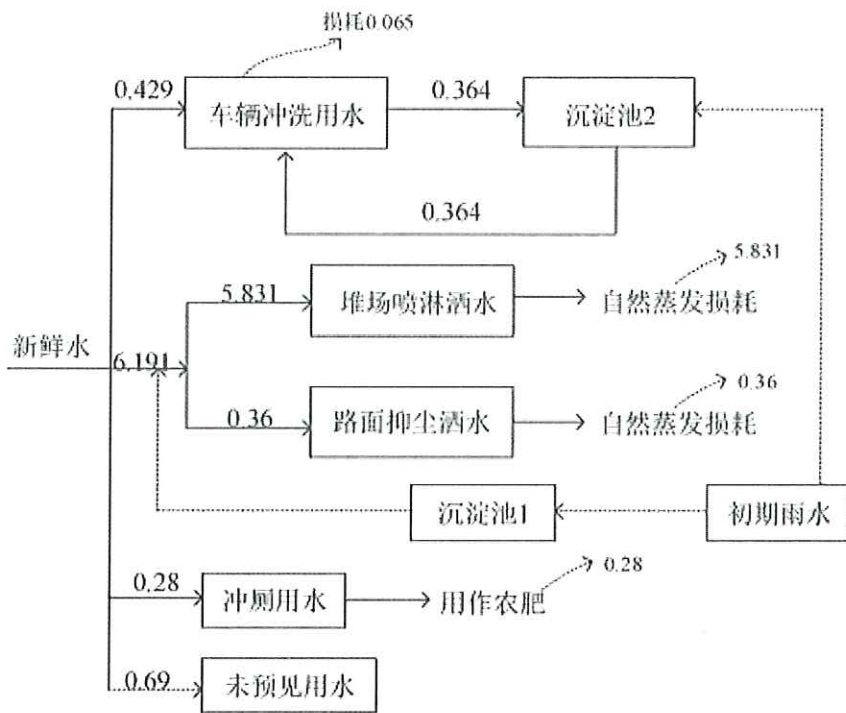 损耗0.065
0.429
车辆冲洗用水
0.364
沉淀池2
0.364
5.831
5.831
堆场喷淋洒水
自然蒸发损耗
新鲜水
6.191
0.36
0.36
路面抑尘洒水
自然蒸发损耗
沉淀池1
初期雨水
0.28
0.28
冲厕用水
用作农肥
0.69
未预见用水